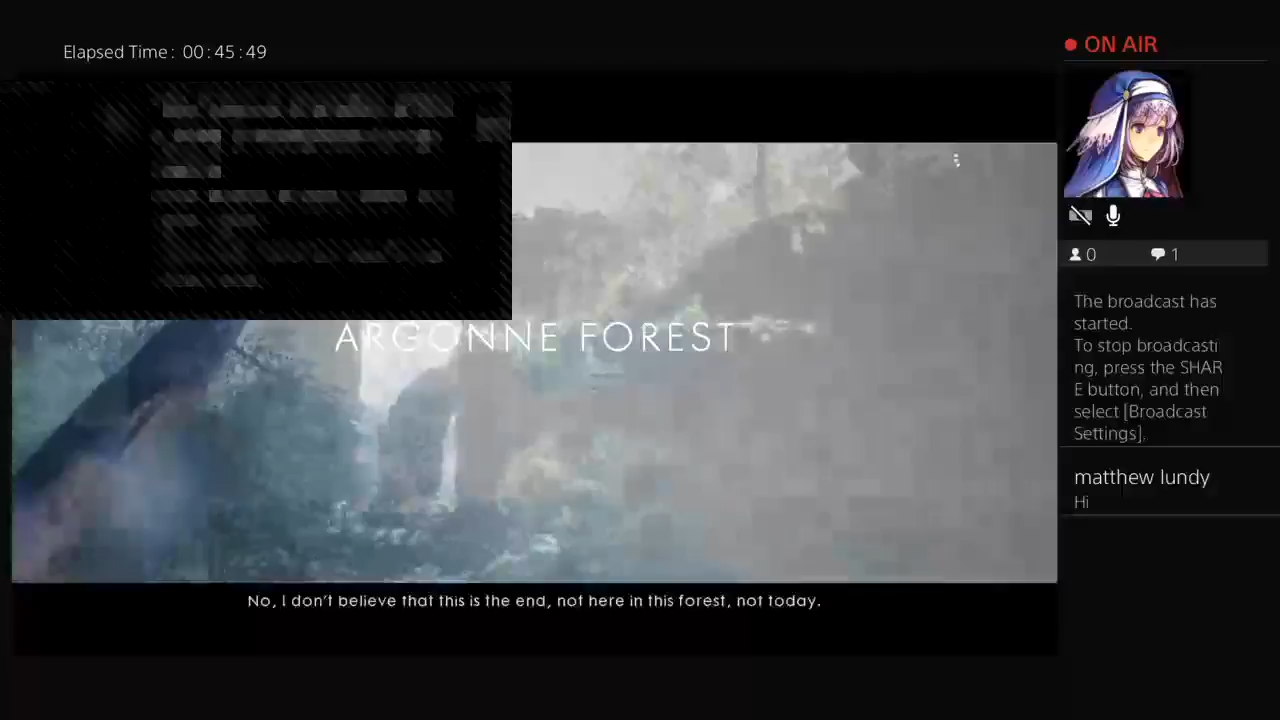 Elapsed Time: 00:45:49
ON AIR
0
1
ARGONNE FOREST
The broadcast has
started.
To stop broadcasti
ng, press the SHAR
E button, and then
select [Broadcast
Settings].
matthew lundy
Hi
No, I don't believe that this is the end, not here in this forest, not today.